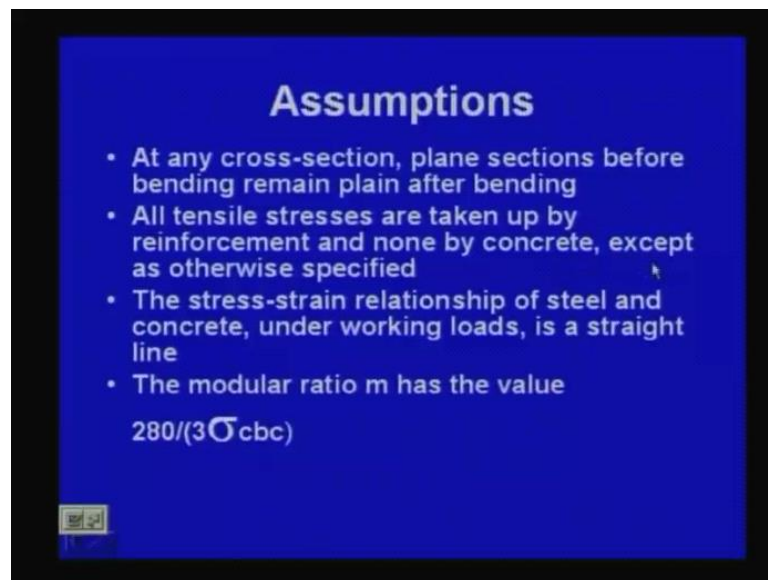 Assumptions
• At any cross-section, plane sections before
bending remain plain after bending
• All tensile stresses are taken up by
reinforcement and none by concrete, except
as otherwise specified
• The stress-strain relationship of steel and
concrete, under working loads, is a straight
line
• The modular ratio m has the value
280/(3σcbc)